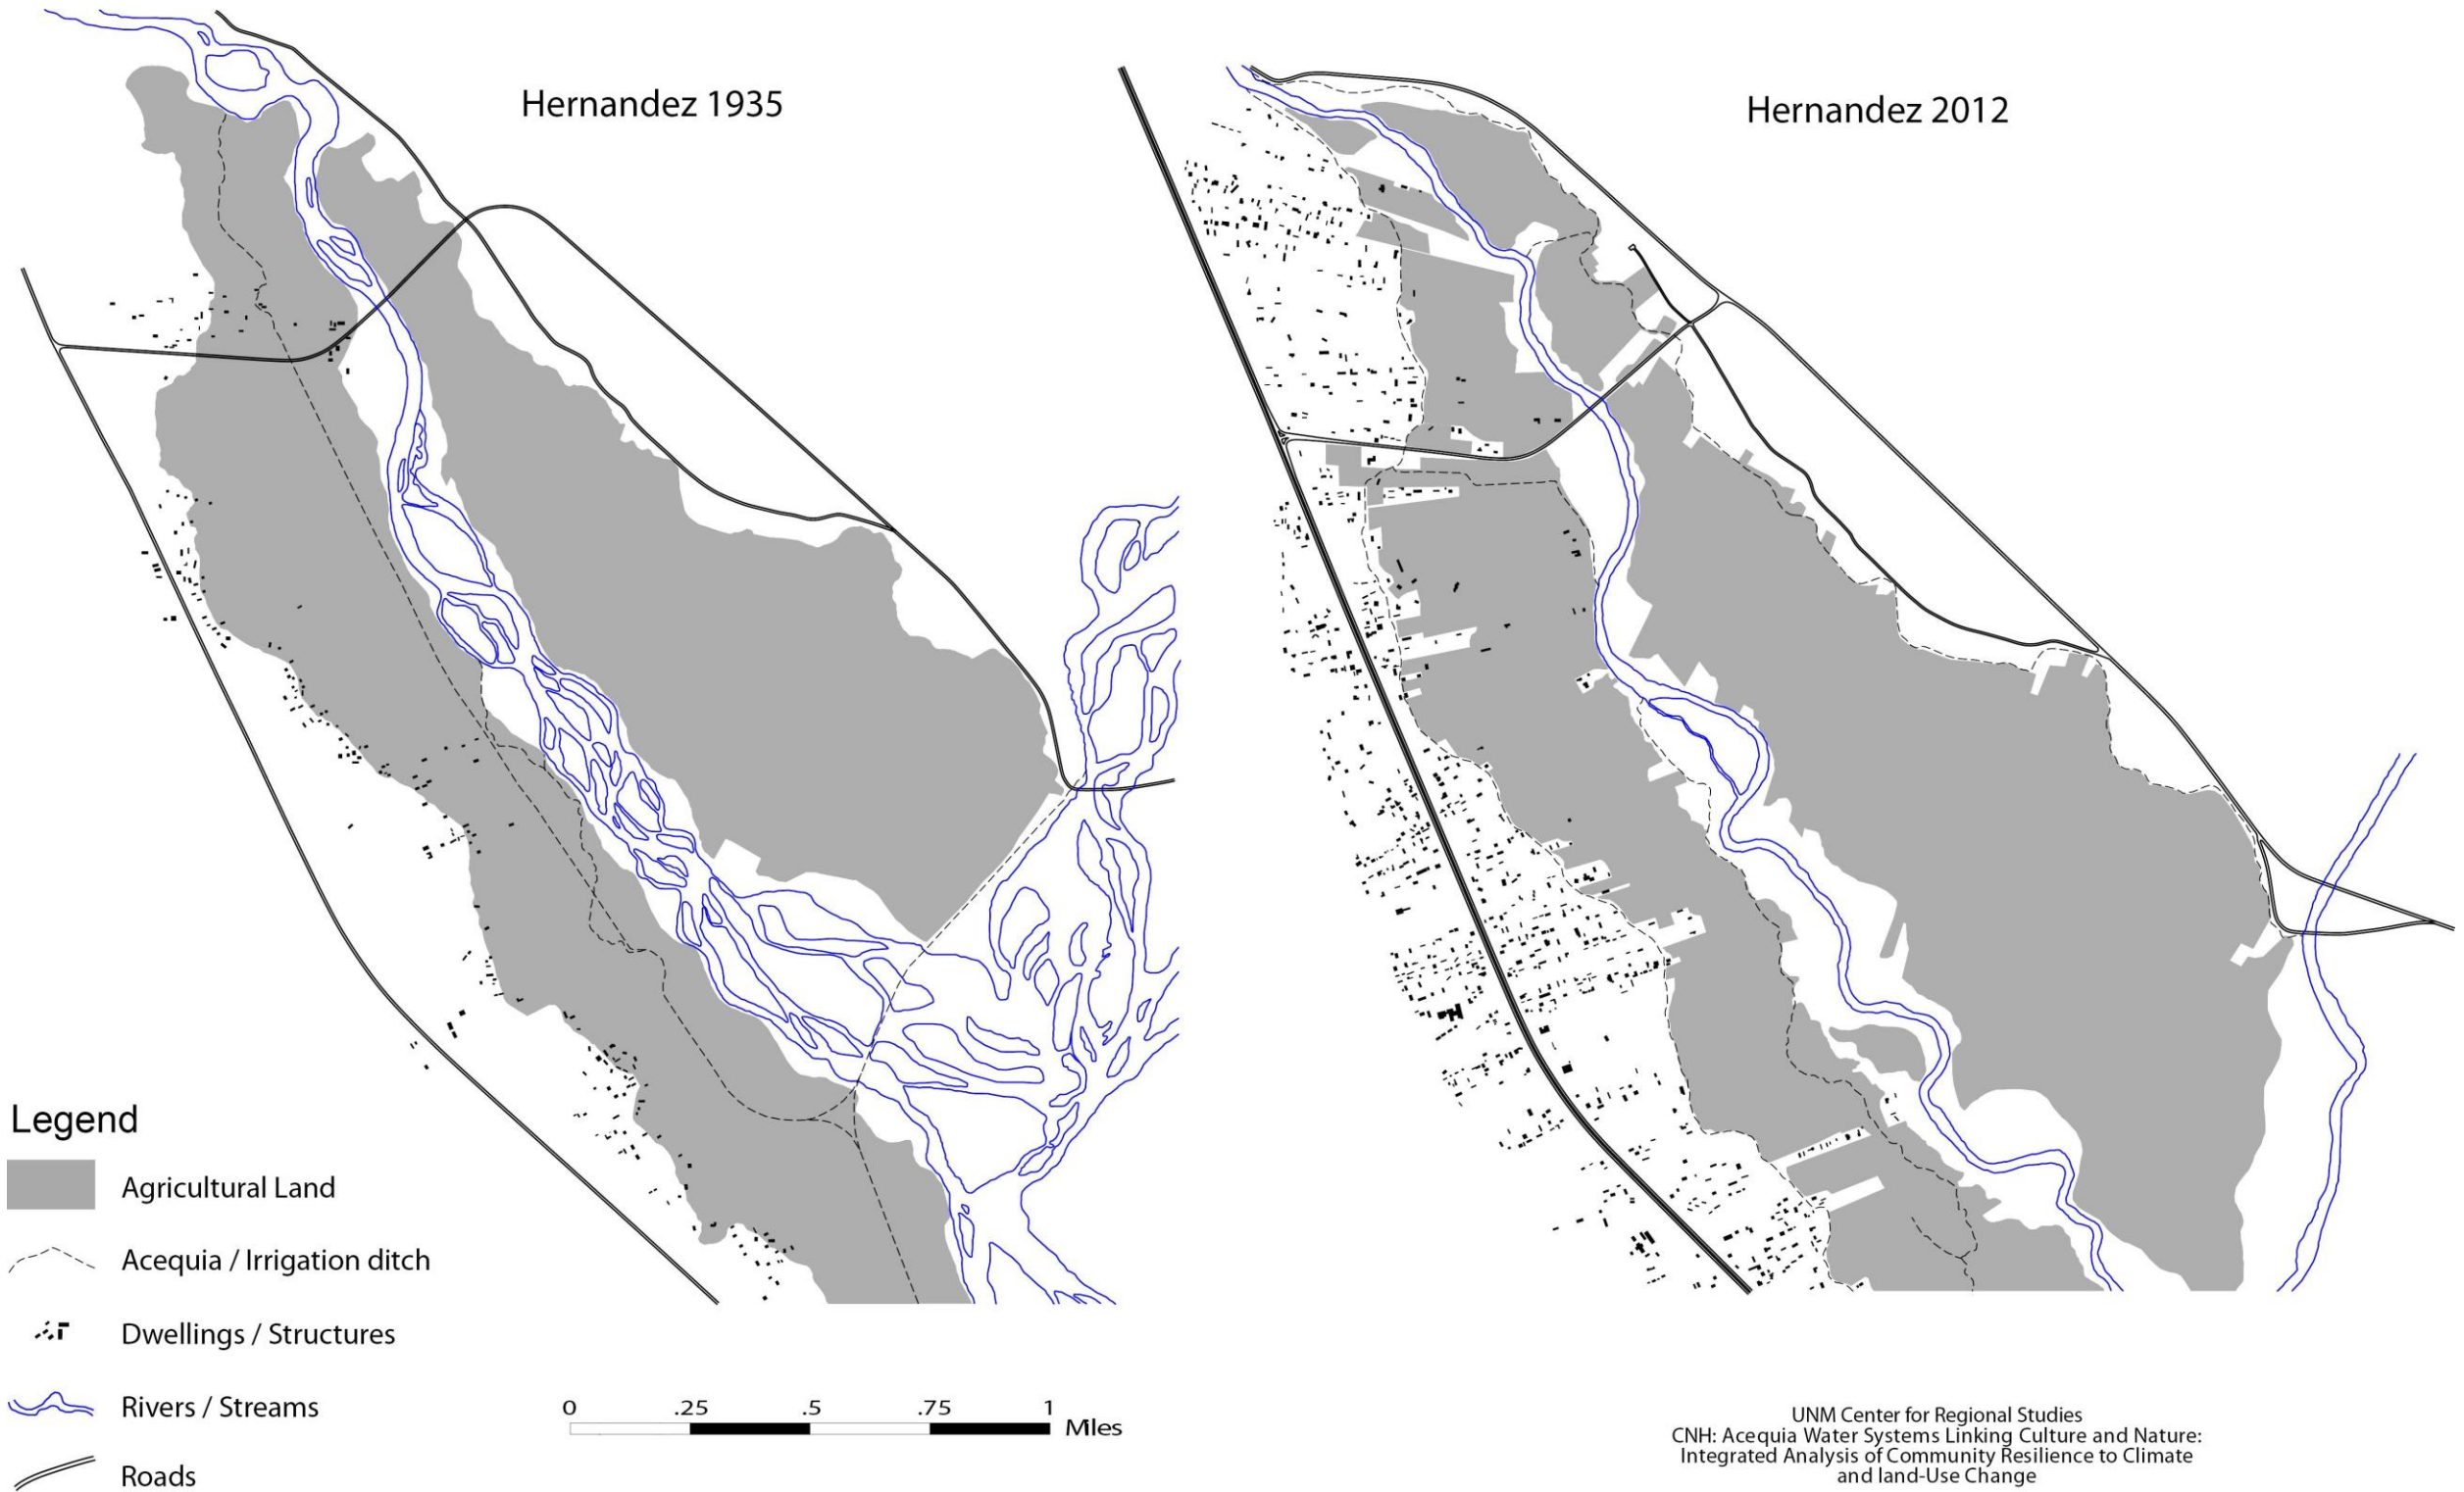 Hernandez 1935
Hernandez 2012
Legend
Agricultural Land
Acequia / Irrigation ditch
Dwellings / Structures
Rivers / Streams
Roads
0 .25 .5 .75 1
Miles
UNM Center for Regional Studies
CNH: Acequia Water Systems Linking Culture and Nature:
Integrated Analysis of Community Resilience to Climate
and land-Use Change